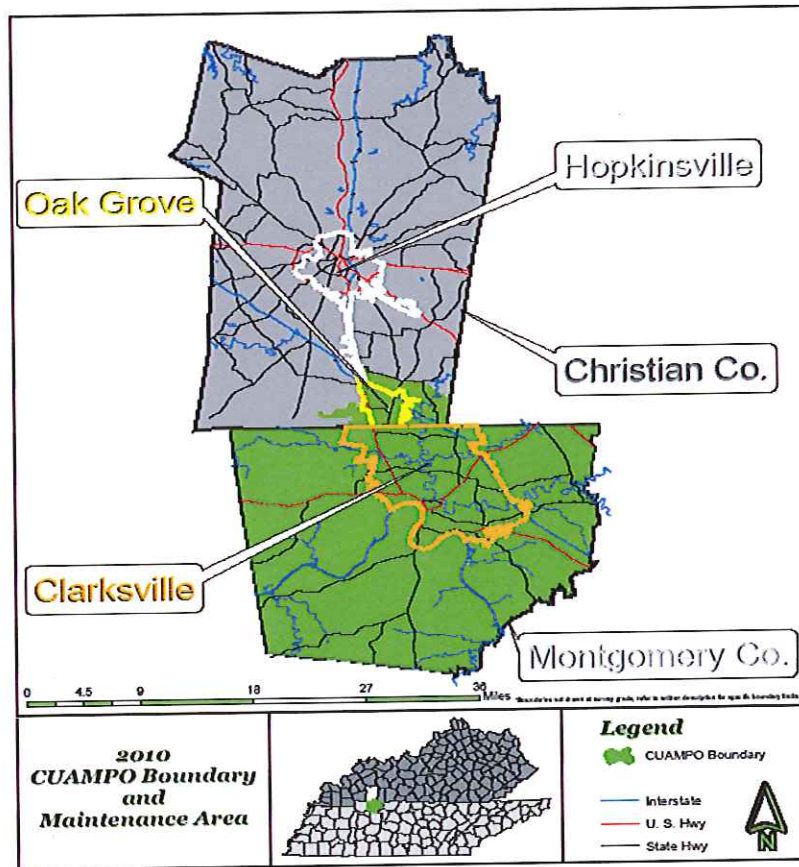 Hopkinsville
Oak Grove
Christian Co.
Clarksville
Montgomery Co.
0 4.5 9 18 27 36
Miles
2010
CUAMPO Boundary
and
Maintenance Area
Legend
CUAMPO Boundary
Interstate
U. S. Hwy
State Hwy
N